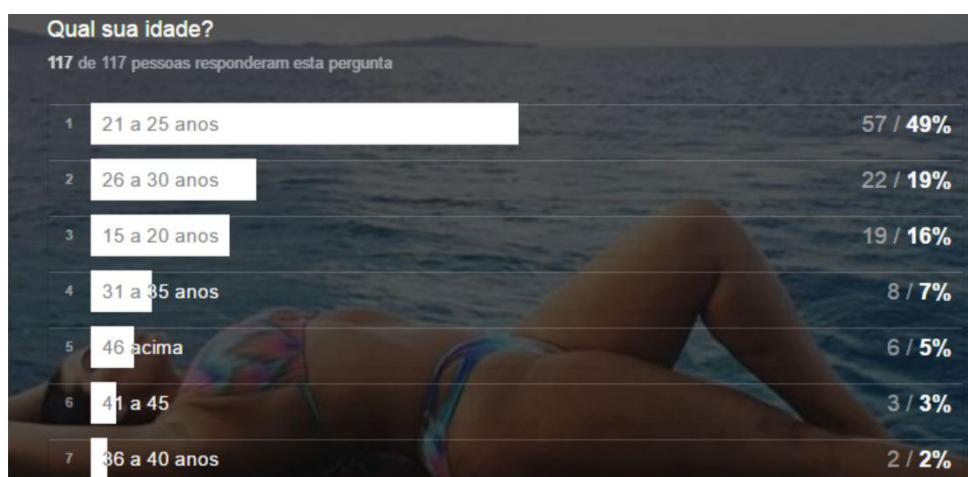 Qual sua idade?
117 de 117 pessoas responderam esta pergunta
1 21 a 25 anos 57 / 49%
2 26 a 30 anos 22 / 19%
3 15 a 20 anos 19 / 16%
4 31 a 35 anos 8 / 7%
5 46 acima 6 / 5%
6 41 a 45 3 / 3%
7 36 a 40 anos 2 / 2%